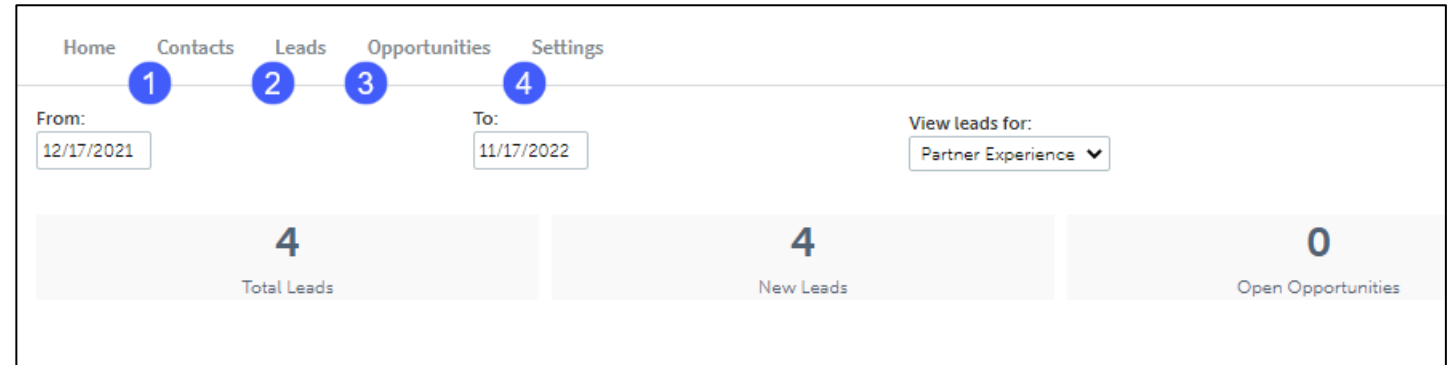 Home Contacts Leads Opportunities Settings
1 2 3 4
From: To: View leads for:
12/17/2021 11/17/2022 Partner Experience
4 4 0
Total Leads New Leads Open Opportunities